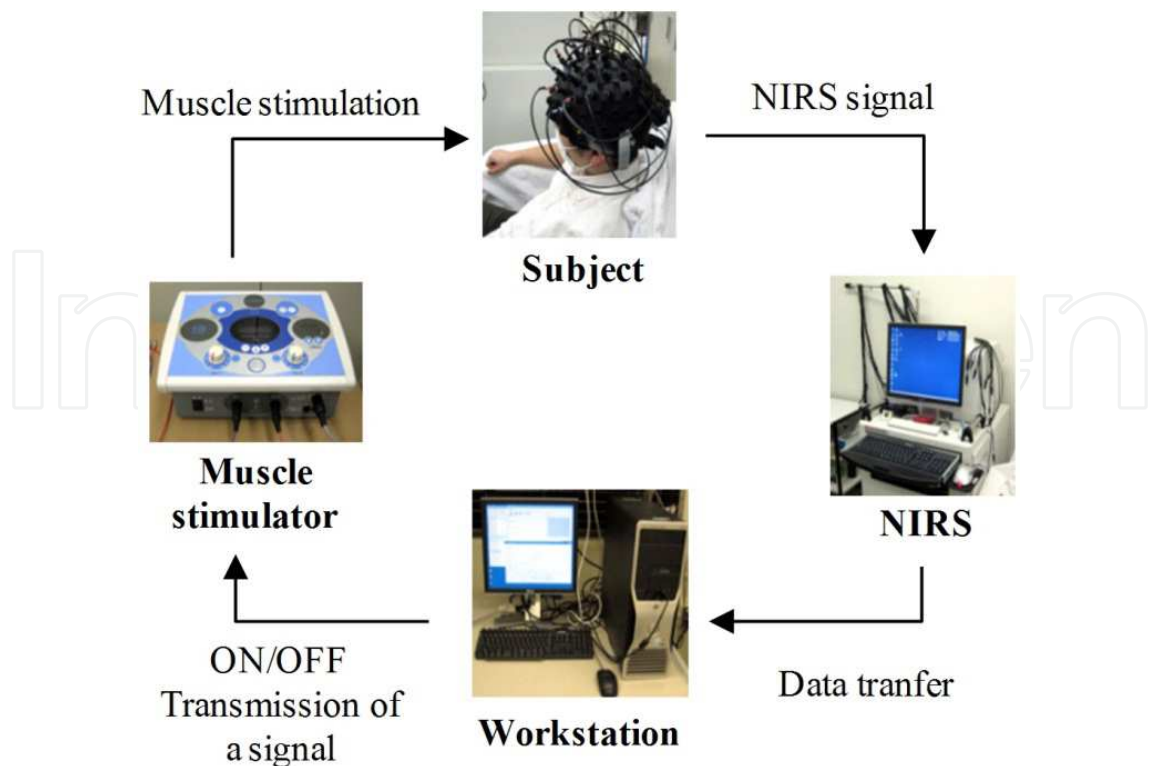 Muscle stimulation
NIRS signal
Subject
Muscle
stimulator
NIRS
ON/OFF
Transmission of
a signal
Workstation
Data tranfer